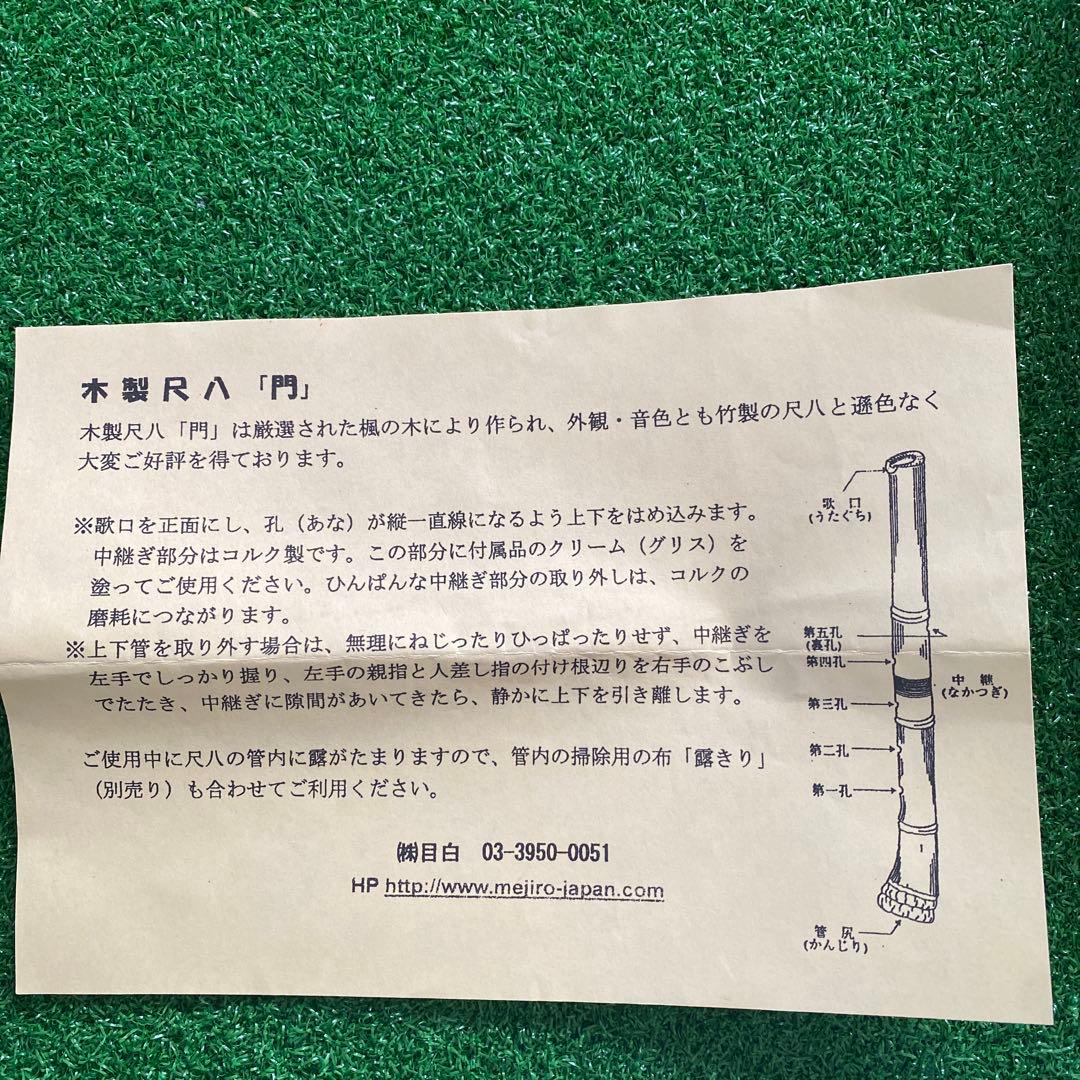 木製尺八「門」
木製尺八「門」は厳選された楓の木により作られ、外観・音色とも竹製の尺八と遜色なく
大変ご好評を得ております。
※歌口を正面にし、孔（あな）が縦一直線になるよう上下をはめ込みます。
中継ぎ部分はコルク製です。この部分に付属品のクリーム（グリス）を
塗ってご使用ください。ひんぱんな中継ぎ部分の取り外しは、コルクの
磨耗につながります。
※上下管を取り外す場合は、無理にねじったりひっぱったりせず、中継ぎを
左手でしっかり握り、左手の親指と人差し指の付け根辺りを右手のこぶし
でたたき、中継ぎに隙間があいてきたら、静かに上下を引き離します。
ご使用中に尺八の管内に露がたまりますので、管内の掃除用の布「露きり」
（別売り）も合わせてご利用ください。
㈱目白 03-3950-0051
HP http://www.mejiro-japan.com
歌口
(うたぐち)
第五孔
(裏孔)
第四孔
中継
(なかつぎ)
第三孔
第二孔
第一孔
管尻
(かんじり)